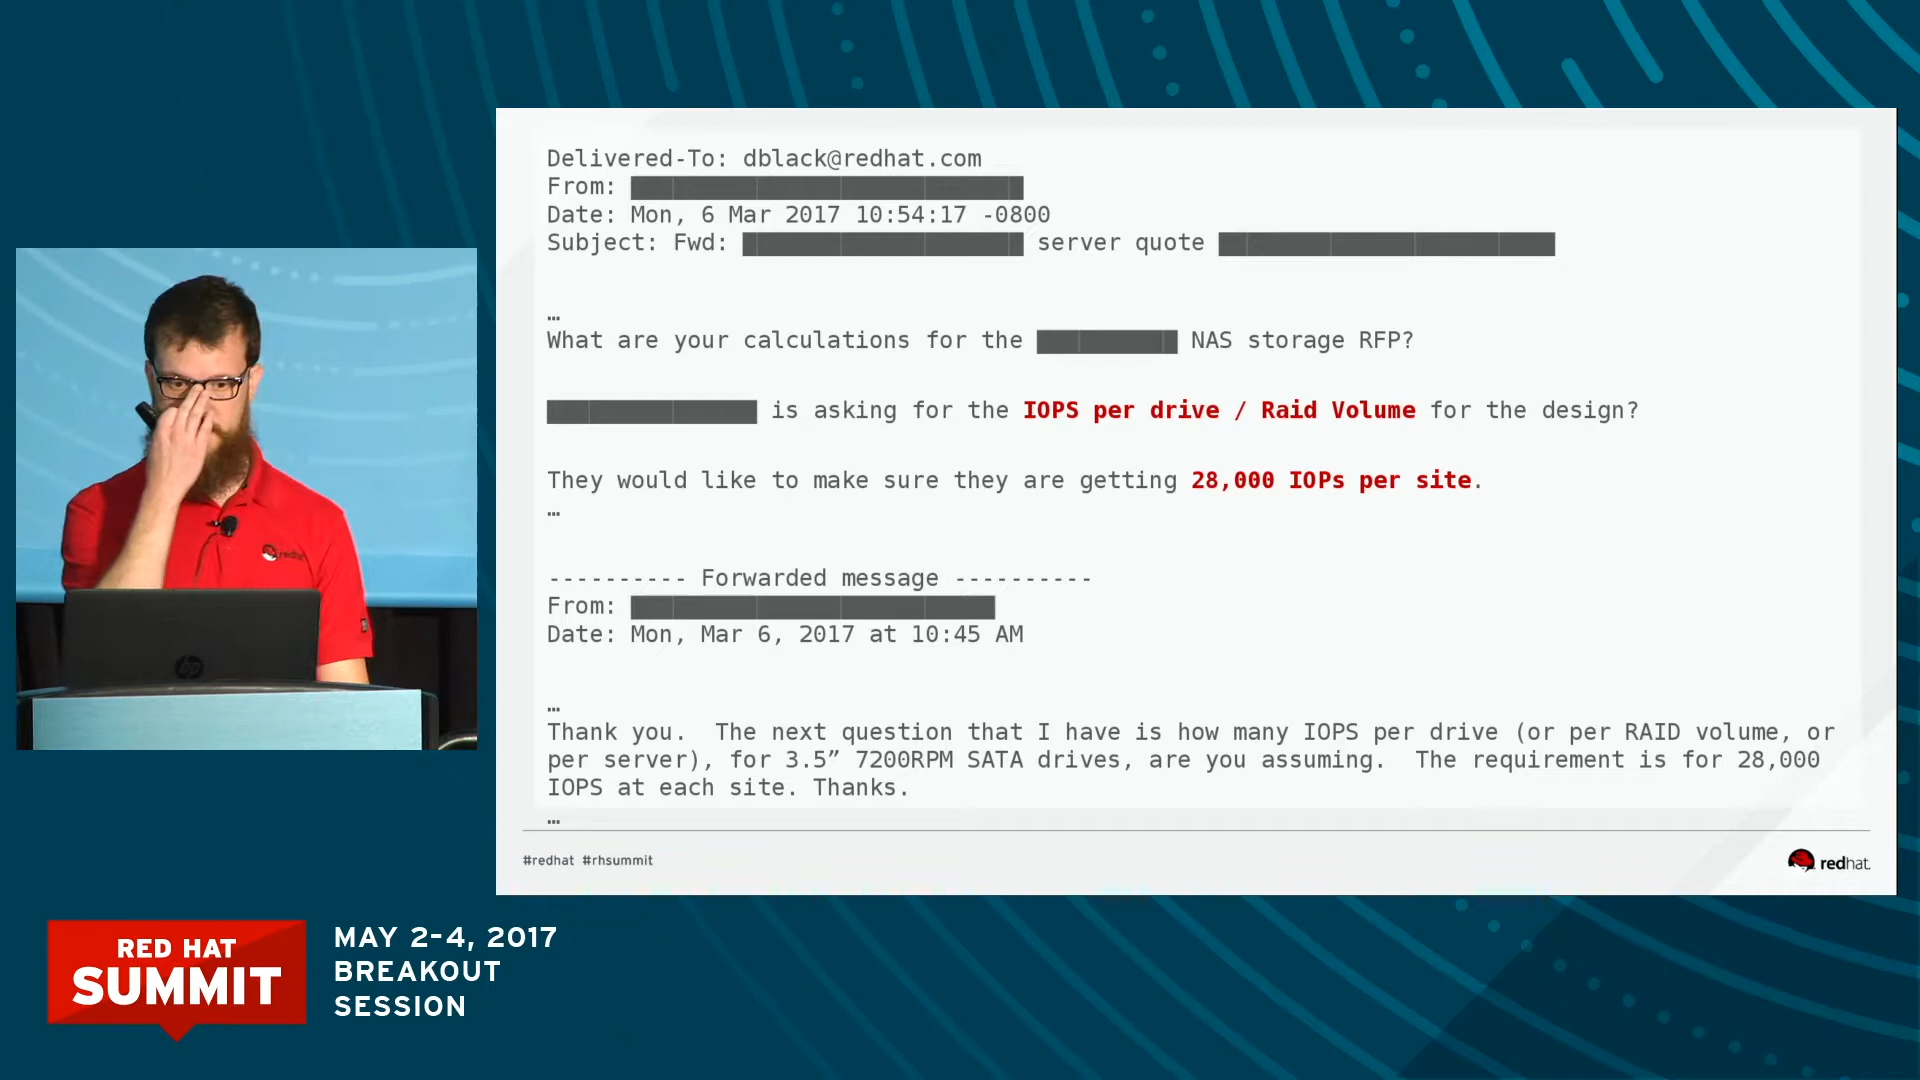 Delivered-To: dblack@redhat.com
From:
Date: Mon, 6 Mar 2017 10:54:17 -0800
Subject: Fwd: server quote
…
What are your calculations for the NAS storage RFP?
is asking for the IOPS per drive / Raid Volume for the design?
They would like to make sure they are getting 28,000 IOPs per site.
…
---------- Forwarded message ----------
From:
Date: Mon, Mar 6, 2017 at 10:45 AM
…
Thank you.  The next question that I have is how many IOPS per drive (or per RAID volume, or
per server), for 3.5” 7200RPM SATA drives, are you assuming.  The requirement is for 28,000
IOPS at each site. Thanks.
…
#redhat #rhsummit
redhat.
redhat
hp
RED HAT
SUMMIT
MAY 2-4, 2017
BREAKOUT
SESSION